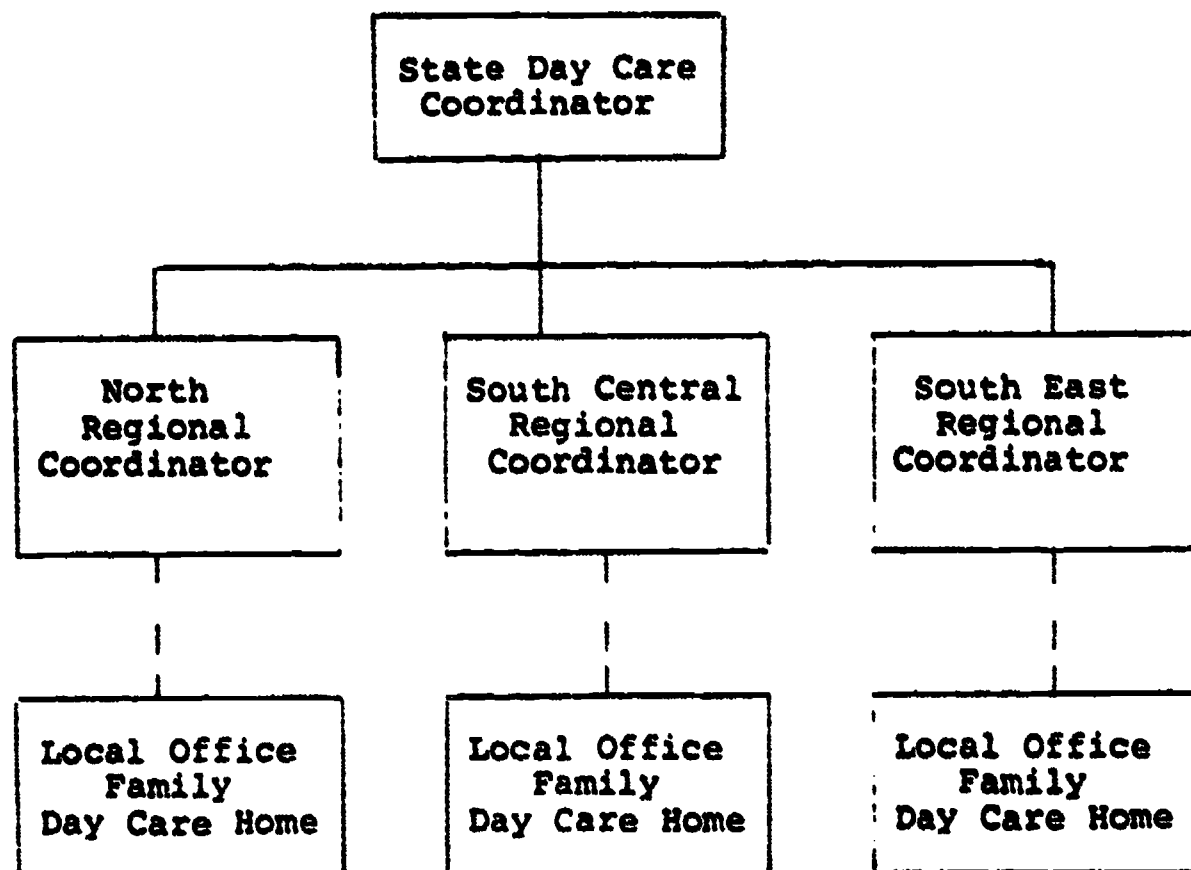 State Day Care
Coordinator
North
Regional
Coordinator
South Central
Regional
Coordinator
South East
Regional
Coordinator
Local Office
Family
Day Care Home
Local Office
Family
Day Care Home
Local Office
Family
Day Care Home